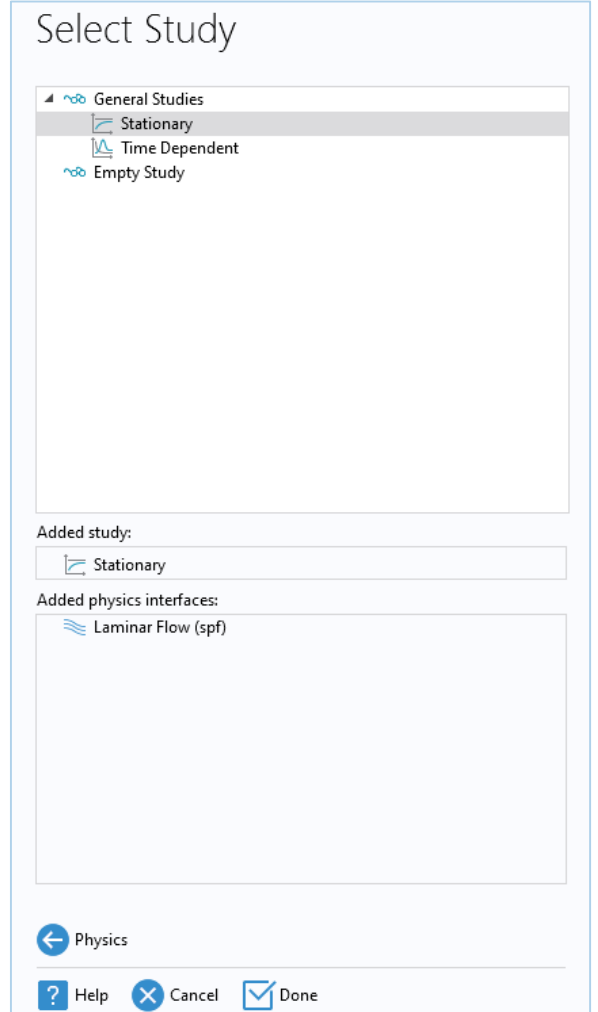 Select Study
General Studies
Stationary
Time Dependent
Empty Study
Added study:
Stationary
Added physics interfaces:
Laminar Flow (spf)
Physics
? Help Cancel Done